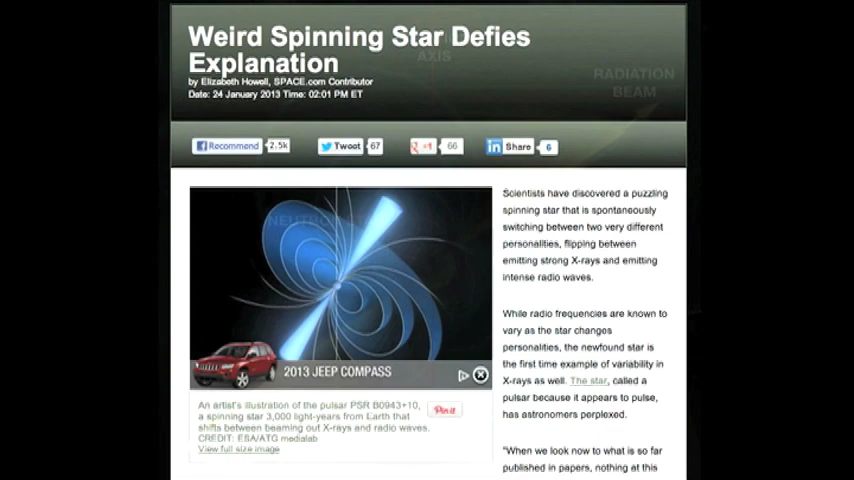 Weird Spinning Star Defies
Explanation
AXIS
by Elizabeth Howell, SPACE.com Contributor
Date: 24 January 2013 Time: 02:01 PM ET
RADIATION
BEAM
Recommend 2.5k
Tweet 67
+1 66
in Share 6
Scientists have discovered a puzzling
spinning star that is spontaneously
switching between two very different
personalities, flipping between
emitting strong X-rays and emitting
intense radio waves.
While radio frequencies are known to
vary as the star changes
personalities, the newfound star is
the first time example of variability in
X-rays as well. The star, called a
pulsar because it appears to pulse,
has astronomers perplexed.
"When we look now to what is so far
published in papers, nothing at this
2013 JEEP COMPASS
An artist's illustration of the pulsar PSR B0943+10,
a spinning star 3,000 light-years from Earth that
shifts between beaming out X-rays and radio waves.
CREDIT: ESA/ATG medialab
View full size image
Pin it